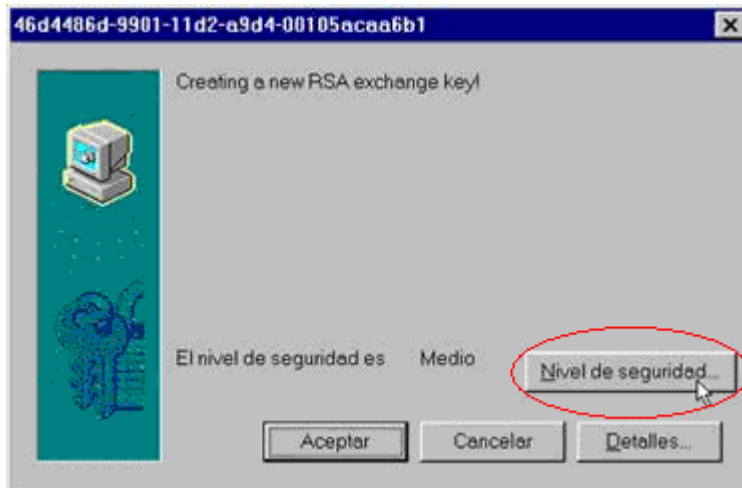 46d4486d-9901-11d2-a9d4-00105acaa6b1
Creating a new RSA exchange key!
El nivel de seguridad es Medio Nivel de seguridad...
Aceptar Cancelar Detalles...